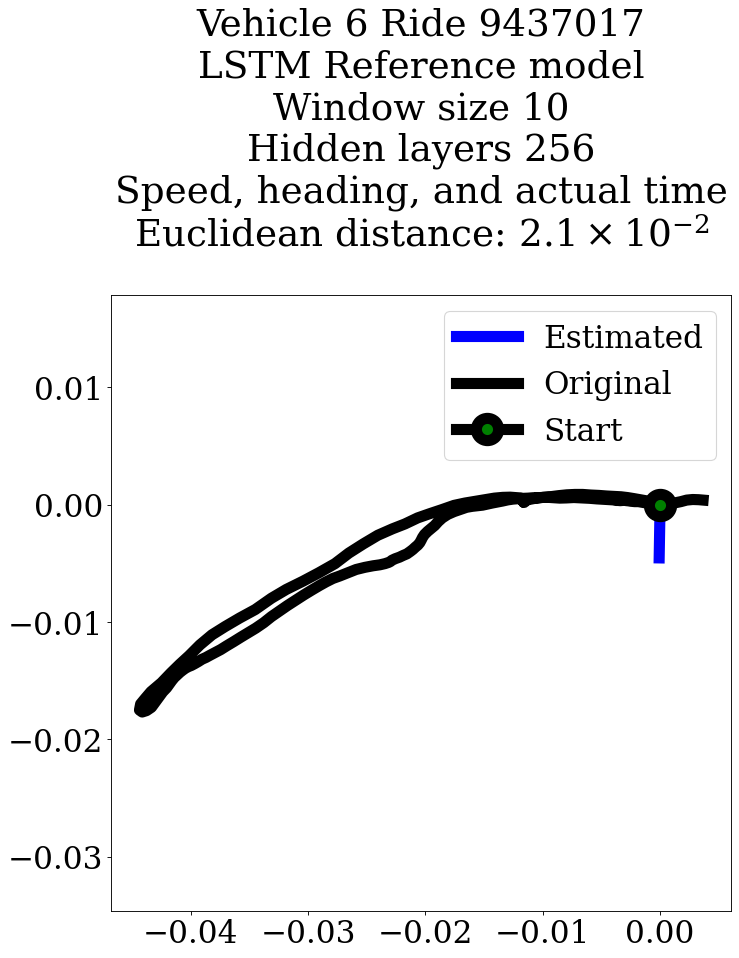 Vehicle 6 Ride 9437017
LSTM Reference model
Window size 10
Hidden layers 256
Speed, heading, and actual time
Euclidean distance: 2.1 × 10⁻²
Estimated
Original
Start
0.01
0.00
−0.01
−0.02
−0.03
−0.04 −0.03 −0.02 −0.01 0.00